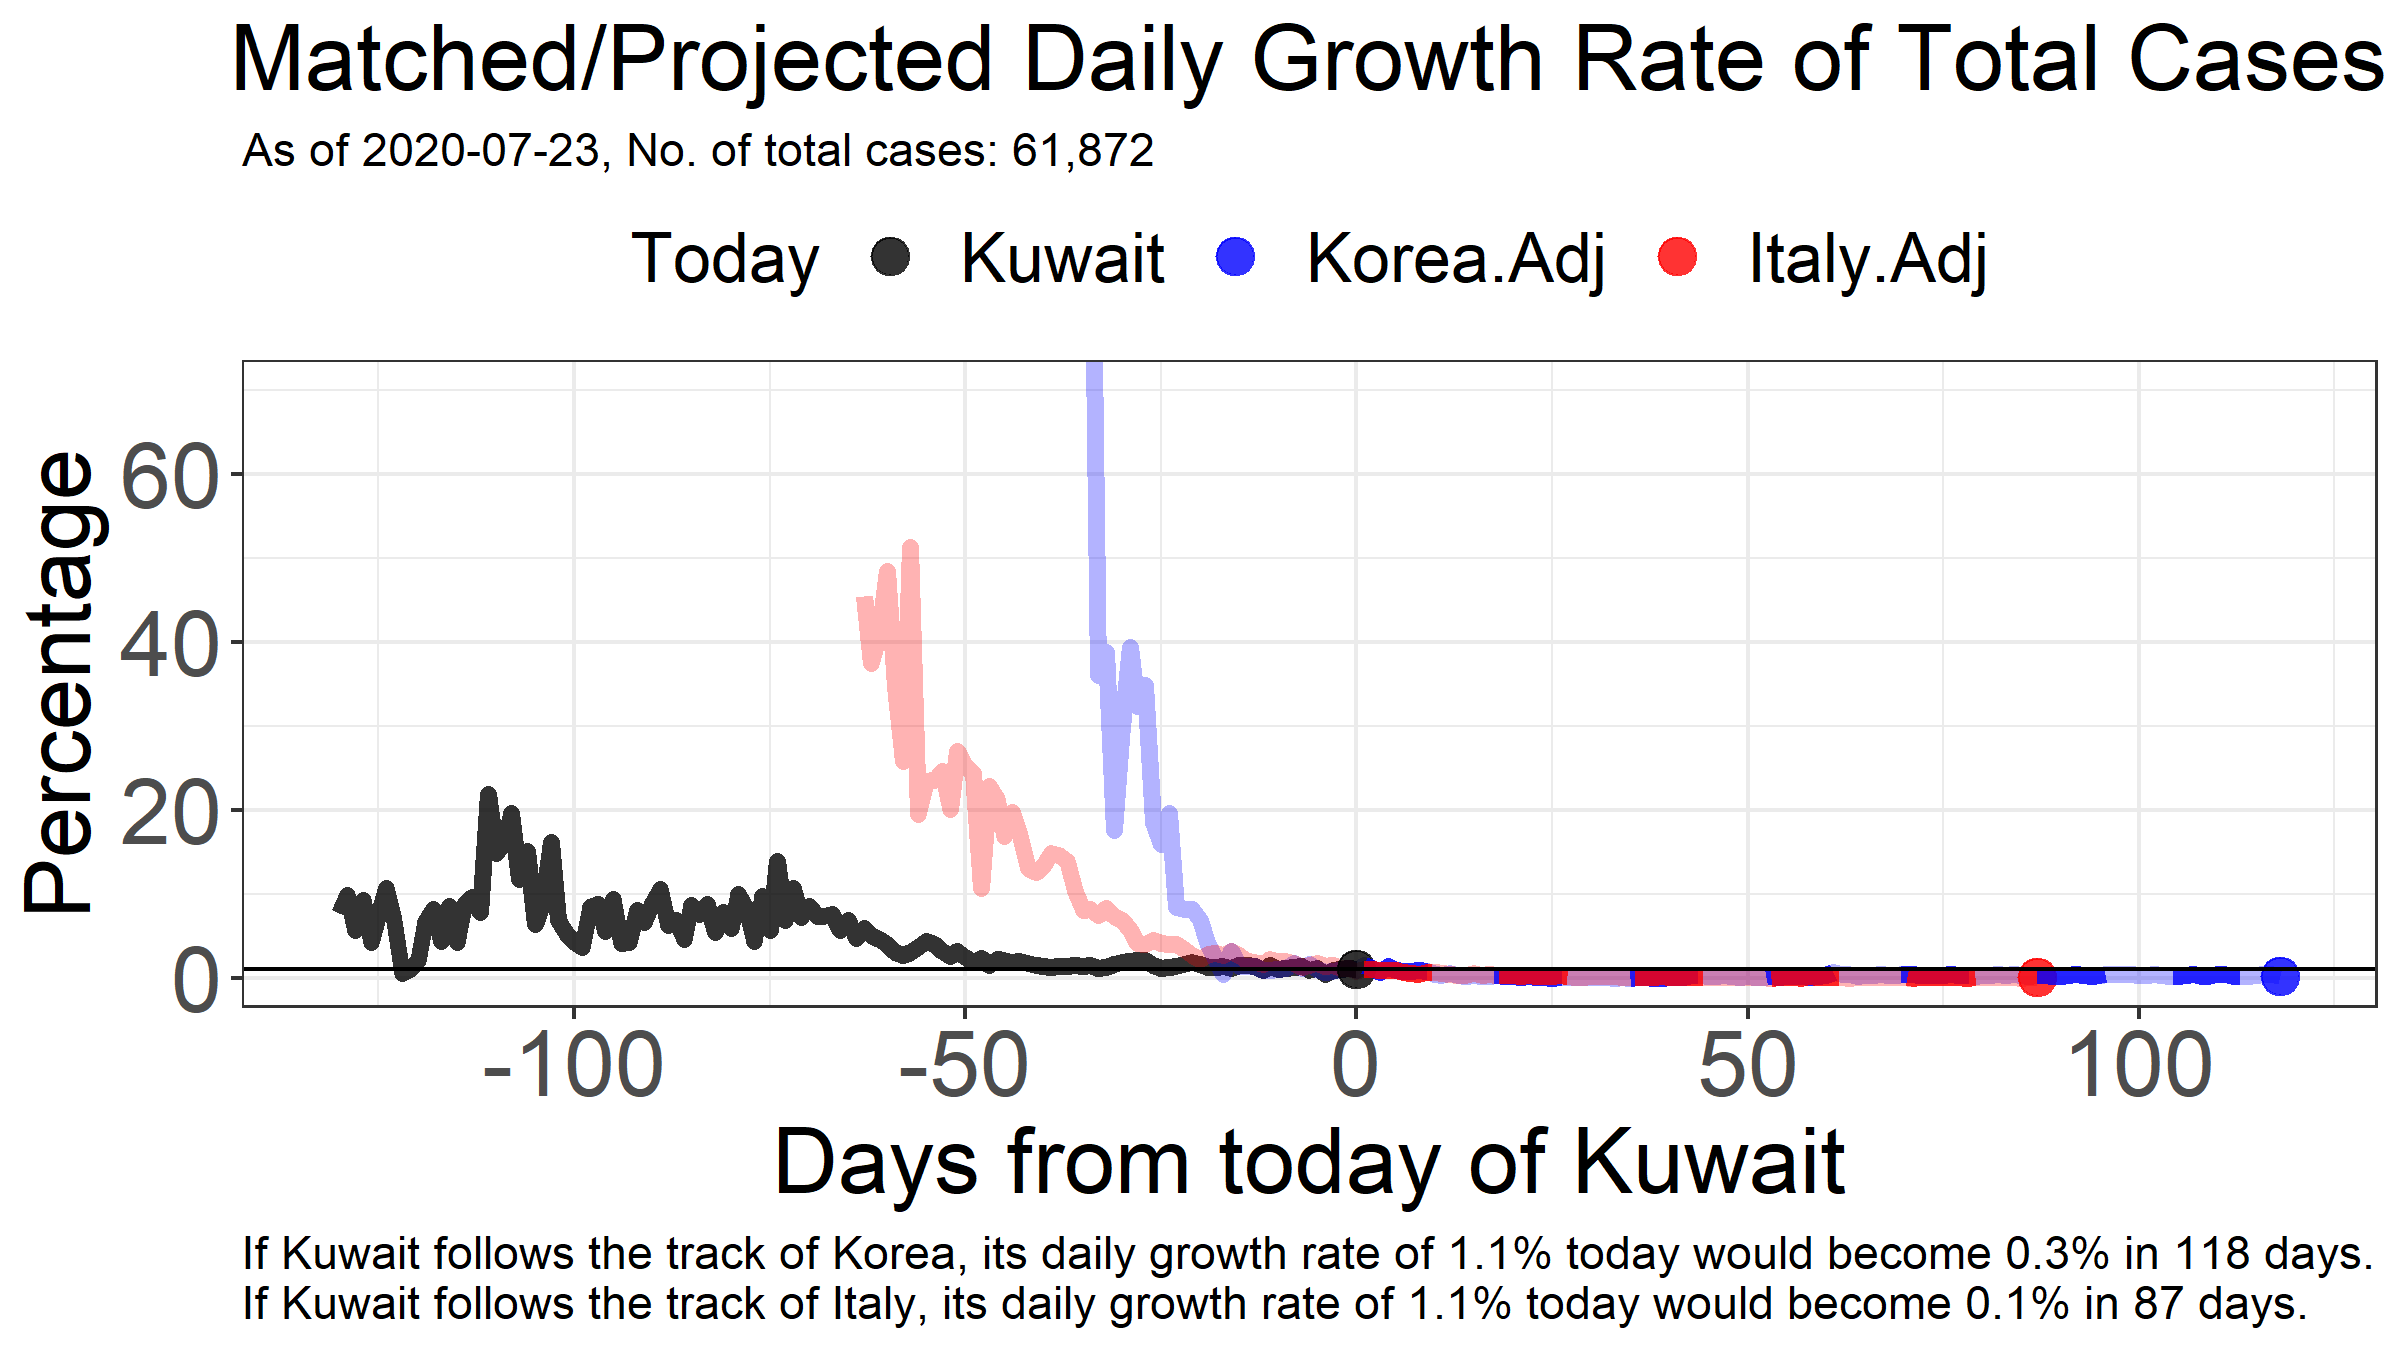 Matched/Projected Daily Growth Rate of Total Cases
As of 2020-07-23, No. of total cases: 61,872
Today Kuwait Korea.Adj Italy.Adj
Percentage
60
40
20
0
-100 -50 0 50 100
Days from today of Kuwait
If Kuwait follows the track of Korea, its daily growth rate of 1.1% today would become 0.3% in 118 days.
If Kuwait follows the track of Italy, its daily growth rate of 1.1% today would become 0.1% in 87 days.